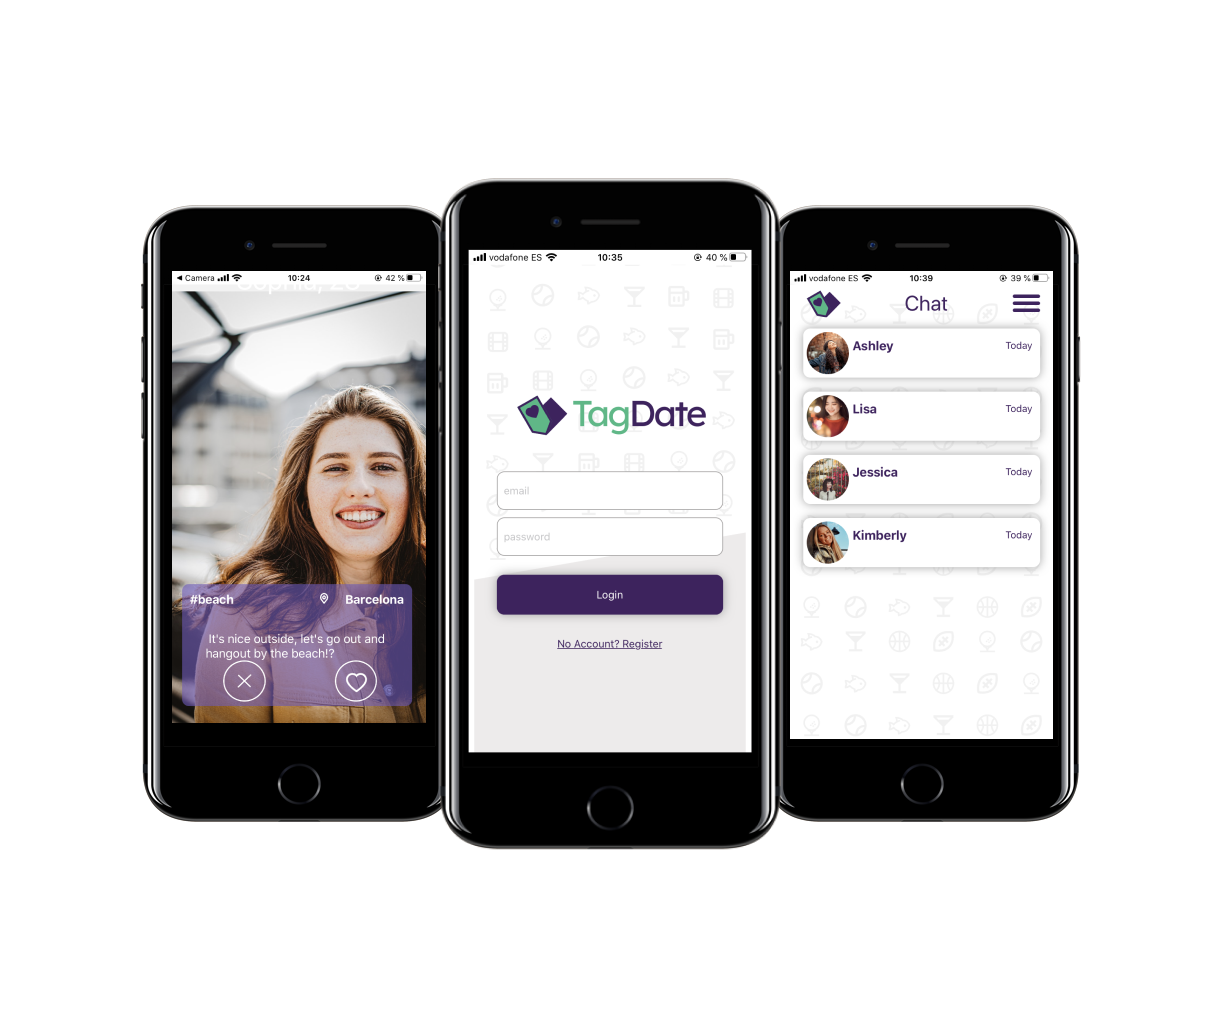 Camera 10:24 42 %
#beach Barcelona
It's nice outside, let's go out and
hangout by the beach!?
vodafone ES 10:35 40 %
TagDate
email
password
Login
No Account? Register
vodafone ES 10:39 39 %
Chat
Ashley Today
Lisa Today
Jessica Today
Kimberly Today